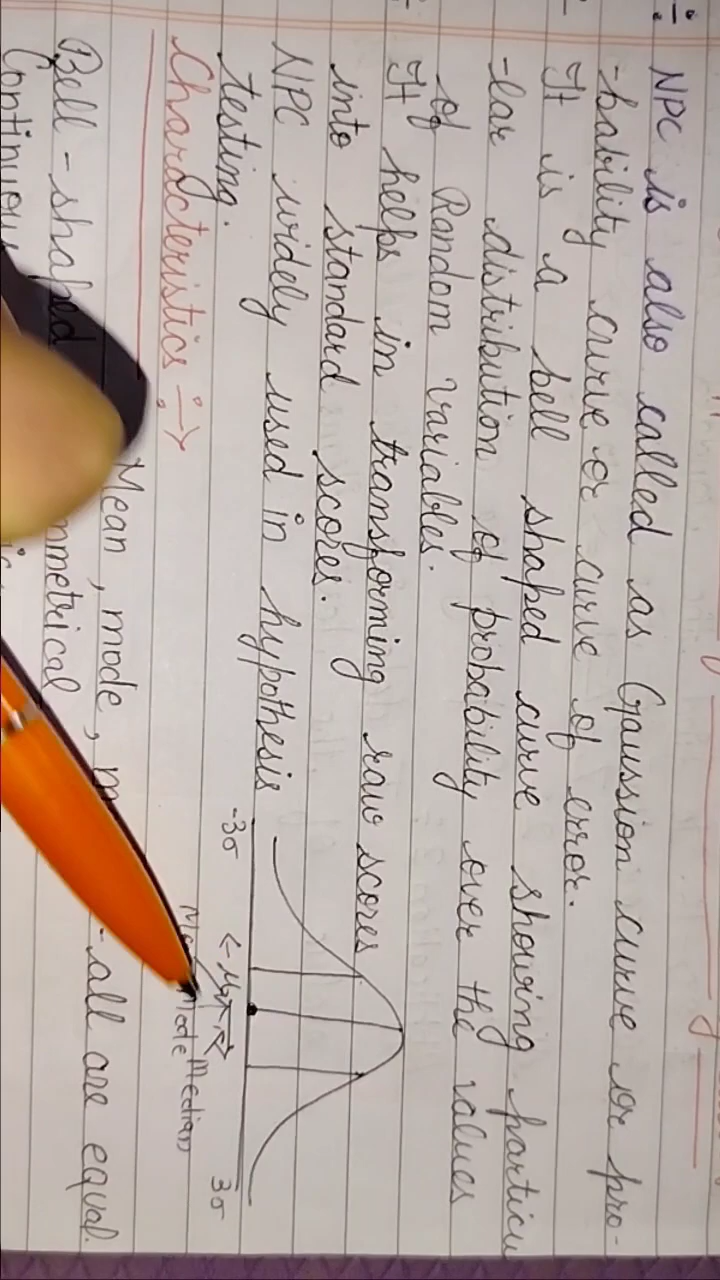 NPC is also called as Gaussion curve or pro-
-bability curve or curve of error.
It is a bell shaped curve showing particu
-lar distribution of probability over the values
of Random variables.
It helps in transforming raw scores
into standard scores.
NPC widely used in hypothesis
testing.
-3σ
3σ
Mode Median
Characteristics :->
Mean, mode, all are equal.
Bell-shaped